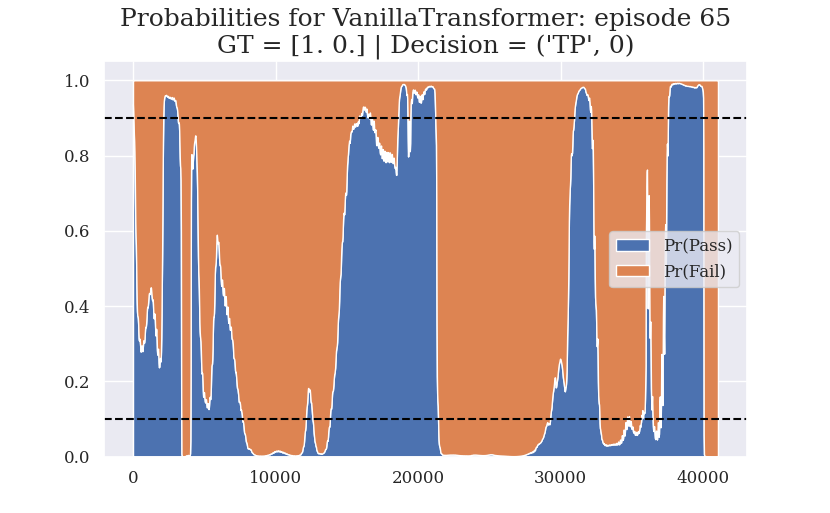 Probabilities for VanillaTransformer: episode 65
GT = [1. 0.] | Decision = ('TP', 0)
1.0
0.8
0.6
0.4
0.2
0.0
Pr(Pass)
Pr(Fail)
0
10000
20000
30000
40000